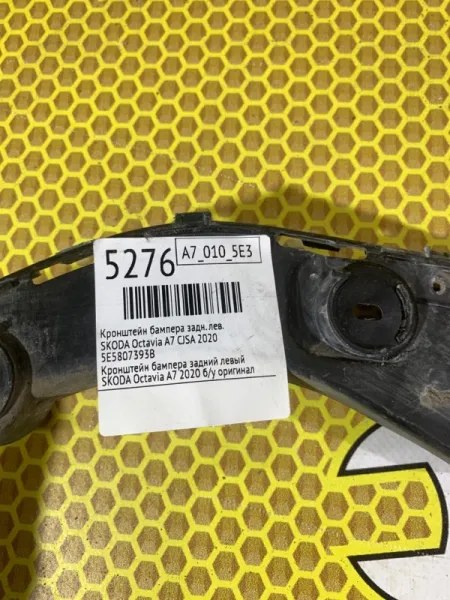 5276 A7_010_5E3
Кронштейн бампера задн.лев.
SKODA Octavia A7 CJSA 2020
5E5807393B
Кронштейн бампера задний левый
SKODA Octavia A7 2020 б/у оригинал